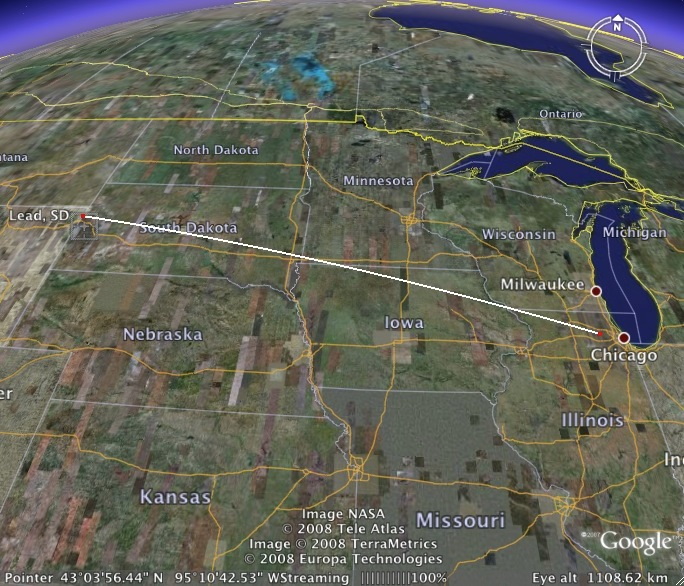 N
Ontario
North Dakota
ntana
Minnesota
Lead, SD
South Dakota
Wisconsin
Michigan
Milwaukee
Nebraska
Iowa
Chicago
er
Illinois
In
Kansas
Missouri
Image NASA
© 2008 Tele Atlas
Image © 2008 TerraMetrics
© 2008 Europa Technologies
©2007 Google
Pointer 43°03'56.44" N 95°10'42.53" W Streaming ||||||||||100% Eye alt 1108.62 km